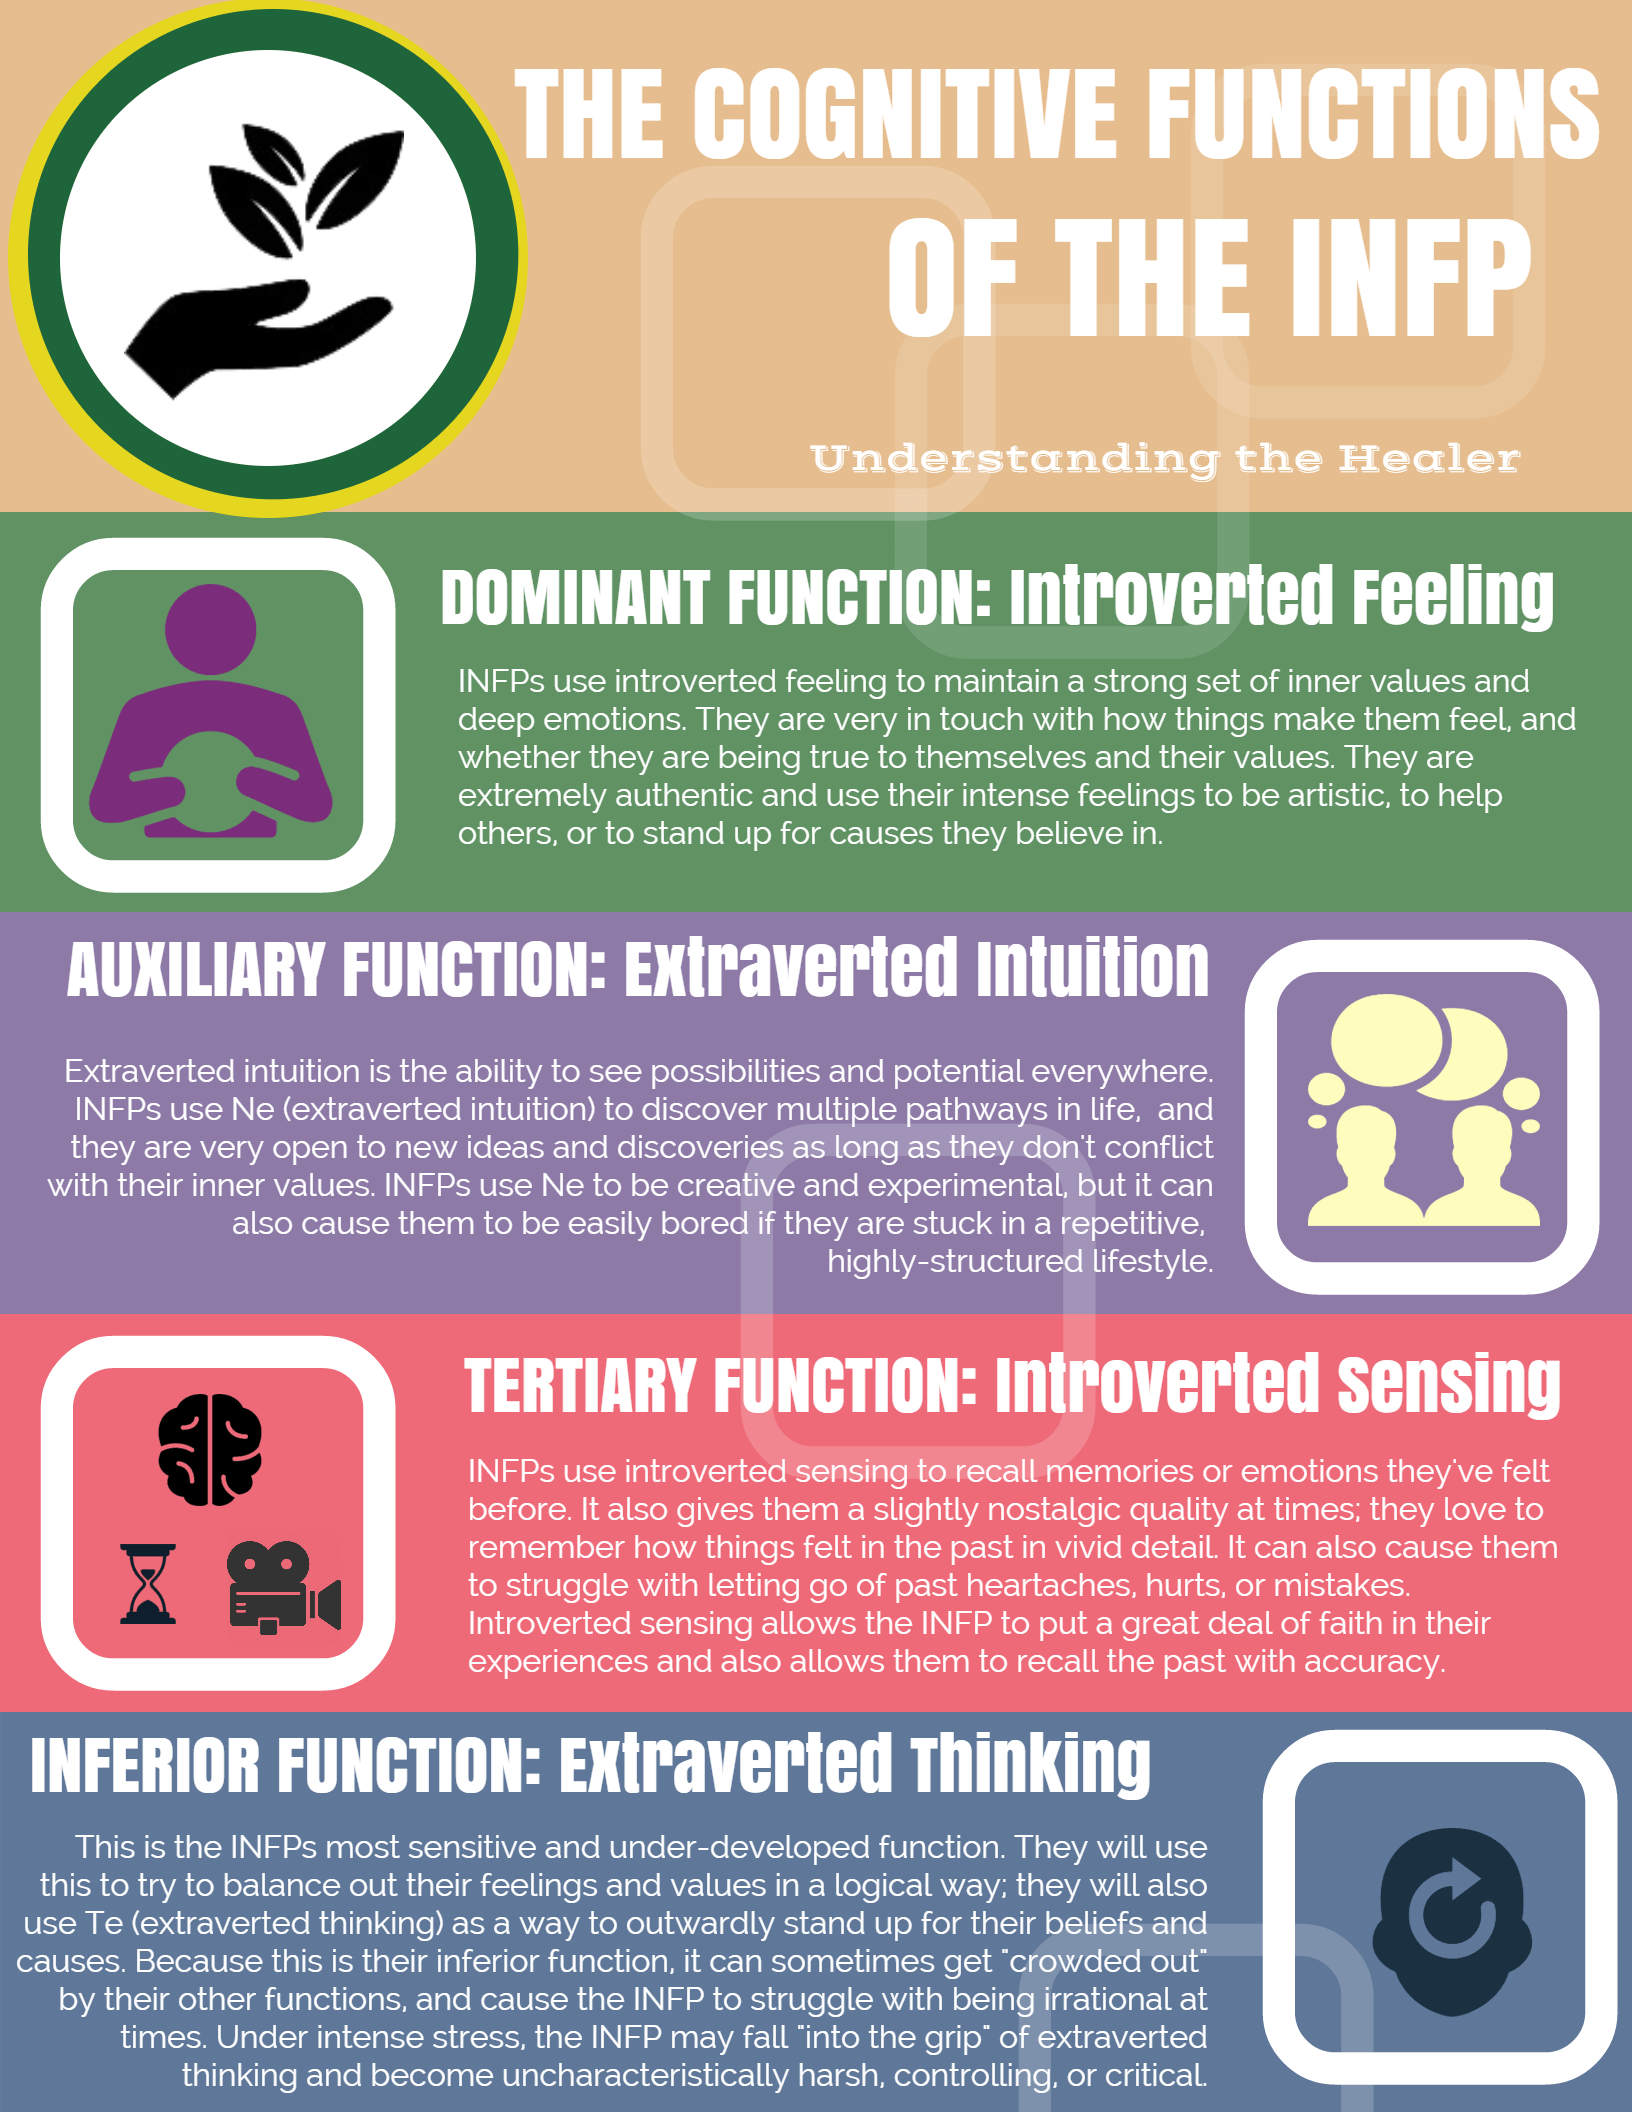 THE COGNITIVE FUNCTIONS
OF THE INFP
Understanding the Healer
DOMINANT FUNCTION: Introverted Feeling
INFPs use introverted feeling to maintain a strong set of inner values and
deep emotions. They are very in touch with how things make them feel, and
whether they are being true to themselves and their values. They are
extremely authentic and use their intense feelings to be artistic, to help
others, or to stand up for causes they believe in.
AUXILIARY FUNCTION: Extraverted Intuition
Extraverted intuition is the ability to see possibilities and potential everywhere.
INFPs use Ne (extraverted intuition) to discover multiple pathways in life,  and
they are very open to new ideas and discoveries as long as they don't conflict
with their inner values. INFPs use Ne to be creative and experimental, but it can
also cause them to be easily bored if they are stuck in a repetitive,
highly-structured lifestyle.
TERTIARY FUNCTION: Introverted Sensing
INFPs use introverted sensing to recall memories or emotions they've felt
before. It also gives them a slightly nostalgic quality at times; they love to
remember how things felt in the past in vivid detail. It can also cause them
to struggle with letting go of past heartaches, hurts, or mistakes.
Introverted sensing allows the INFP to put a great deal of faith in their
experiences and also allows them to recall the past with accuracy.
INFERIOR FUNCTION: Extraverted Thinking
This is the INFPs most sensitive and under-developed function. They will use
this to try to balance out their feelings and values in a logical way; they will also
use Te (extraverted thinking) as a way to outwardly stand up for their beliefs and
causes. Because this is their inferior function, it can sometimes get "crowded out"
by their other functions, and cause the INFP to struggle with being irrational at
times. Under intense stress, the INFP may fall "into the grip" of extraverted
thinking and become uncharacteristically harsh, controlling, or critical.